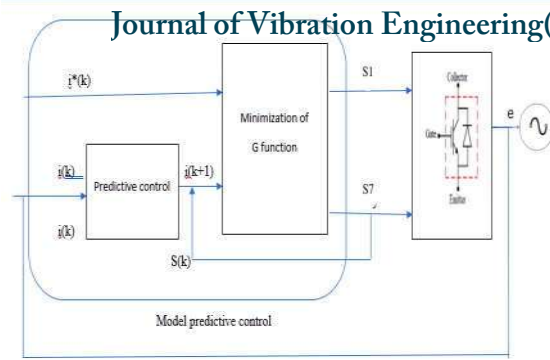 Journal of Vibration Engineering(
i*(k)
S1
Collector
Minimization of
G function
Gate
e
i(k)
Predictive control
i(k+1)
S7
Emitter
i(k)
S(k)
Model predictive control